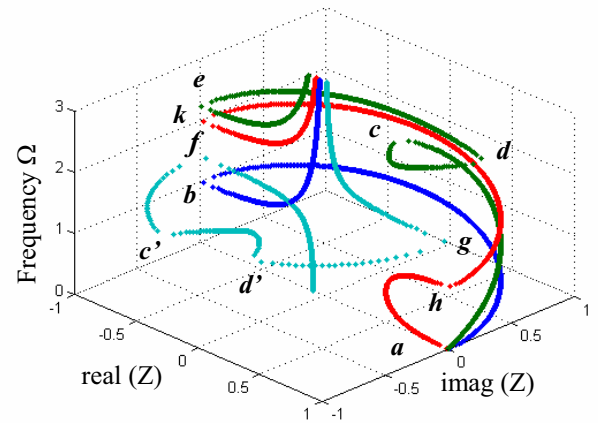 e
3
k
c
d
f
2
b
Frequency Ω
1
c’
g
d’
0
-1
h
1
-0.5
a
0.5
0
0
real (Z)
0.5
-0.5
imag (Z)
1
-1